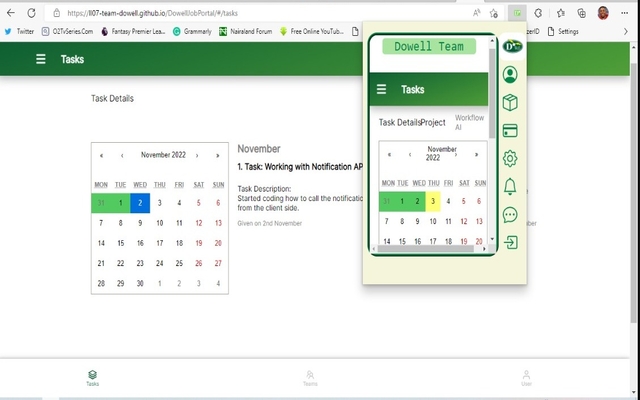 https://ll07-team-dowell.github.io/DowellJobPortal/#/tasks
Twitter
O2TvSeries.Com
Fantasy Premier Lea...
Grammarly
Nairaland Forum
Free Online YouTub...
Settings
Tasks
Task Details
November 2022
MON TUE WED THU FRI SAT SUN
31 1 2 3 4 5 6
7 8 9 10 11 12 13
14 15 16 17 18 19 20
21 22 23 24 25 26 27
28 29 30 1 2 3 4
November
1. Task: Working with Notification AP
Task Description:
Started coding how to call the notificatio
from the client side.
Given on 2nd November
Dowell Team
Tasks
Task Details Project
Workflow
AI
November
2022
MON TUE WED THU FRI SAT SUN
31 1 2 3 4 5 6
7 8 9 10 11 12 13
14 15 16 17 18 19 20
Tasks
Teams
User